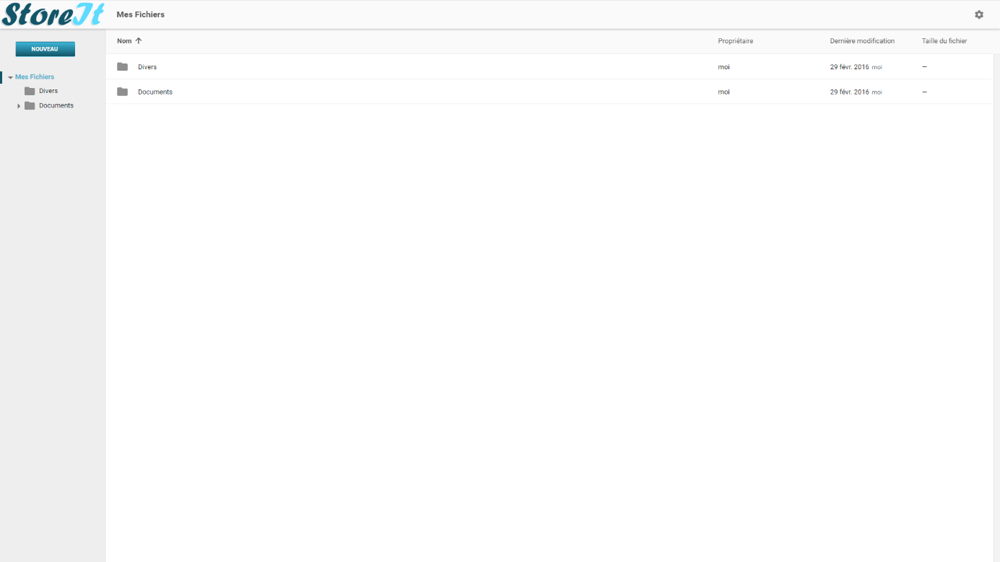 StoreIt
Mes Fichiers
NOUVEAU
Mes Fichiers
Divers
Documents
Nom Propriétaire Dernière modification Taille du fichier
Divers moi 29 févr. 2016 moi —
Documents moi 29 févr. 2016 moi —